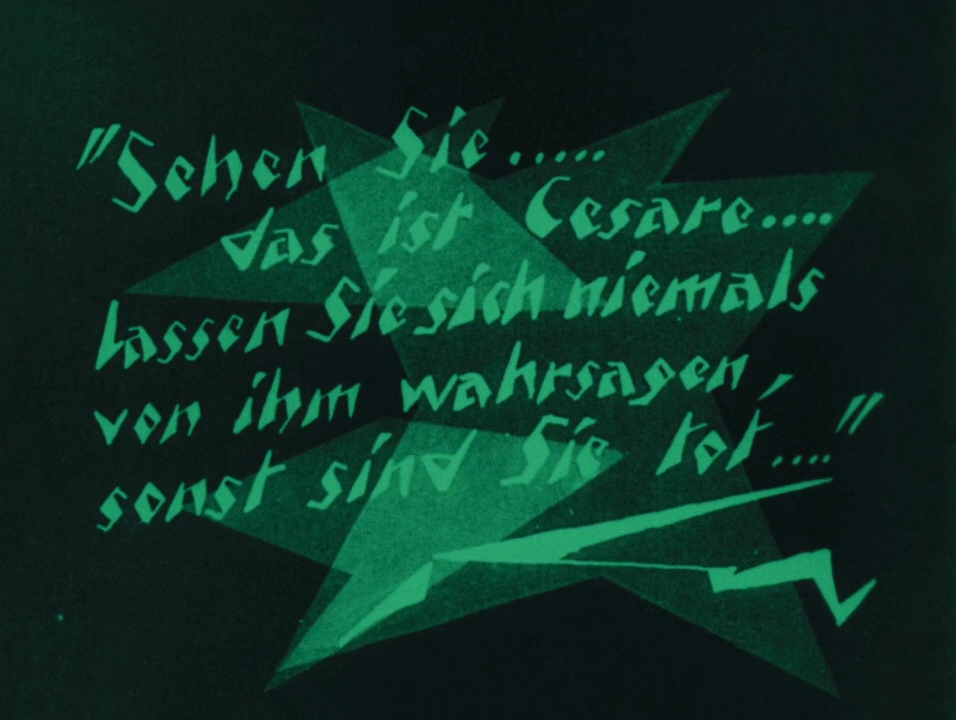 "Sehen Sie.....
das ist Cesare....
lassen Sie sich niemals
von ihm wahrsagen,
sonst sind Sie tot...."